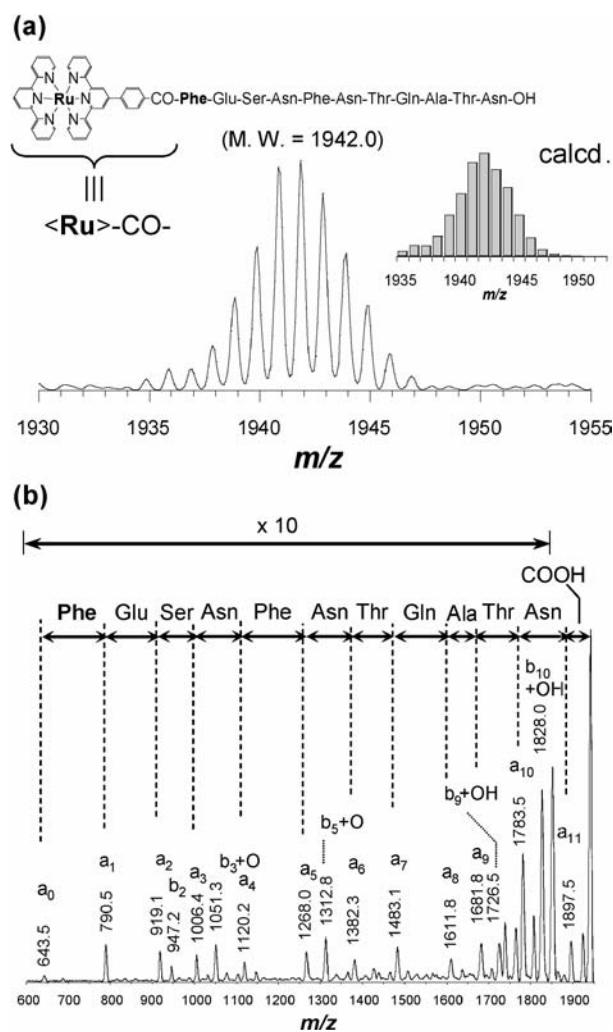 (a)
N N N Ru N N N CO-Phe-Glu-Ser-Asn-Phe-Asn-Thr-Gln-Ala-Thr-Asn-OH
(M. W. = 1942.0)
calcd.
<Ru>-CO-
1935 1940 1945 1950
m/z
1930 1935 1940 1945 1950 1955
m/z
(b)
x 10
COOH
Phe Glu Ser Asn Phe Asn Thr Gln Ala Thr Asn
a0 643.5
a1 790.5
a2 919.1
b2 947.2
a3 1006.4
b3+O 1051.3
a4 1120.2
a5 1268.0
b5+O 1312.8
a6 1382.3
a7 1483.1
a8 1611.8
a9 1681.8
b9+OH 1726.5
a10 1783.5
b10 +OH 1828.0
a11 1897.5
600 700 800 900 1000 1100 1200 1300 1400 1500 1600 1700 1800 1900
m/z